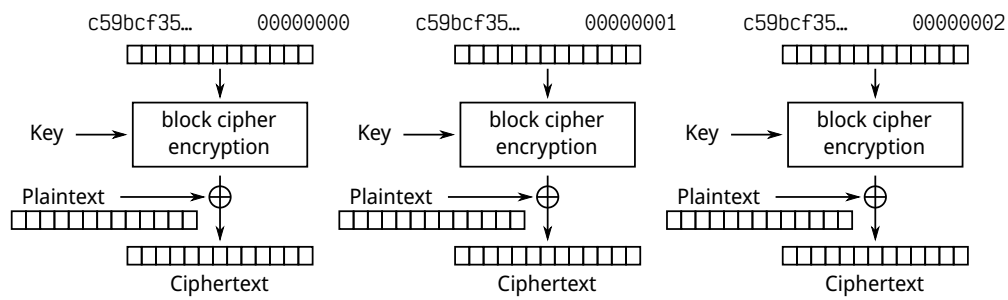 c59bcf35… 00000000 c59bcf35… 00000001 c59bcf35… 00000002
Key block cipher encryption Key block cipher encryption Key block cipher encryption
Plaintext Plaintext Plaintext
Ciphertext Ciphertext Ciphertext